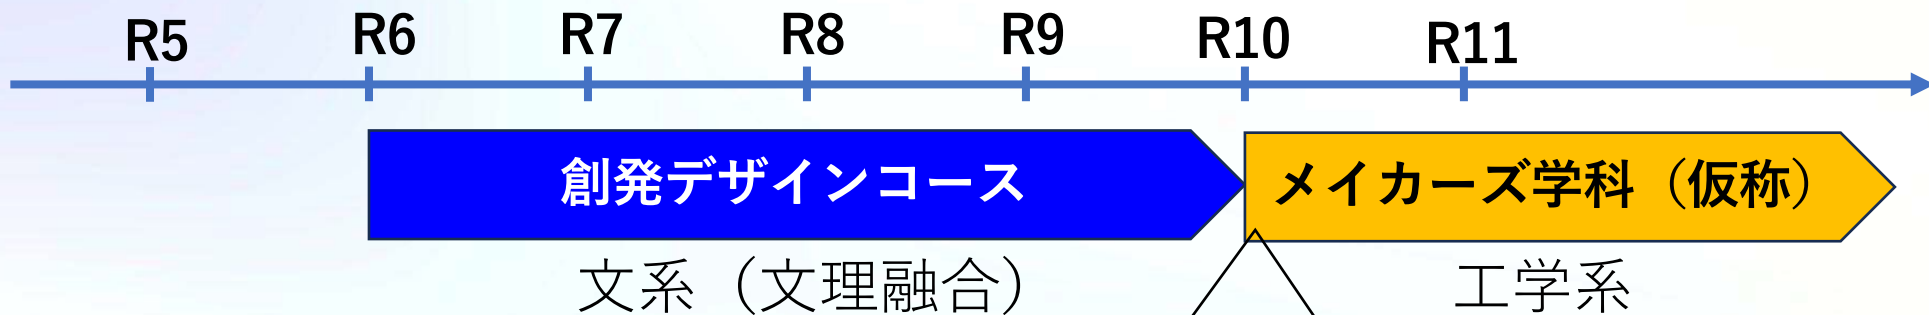 R5 R6 R7 R8 R9 R10 R11
創発デザインコース メイカーズ学科（仮称）
文系（文理融合） 工学系